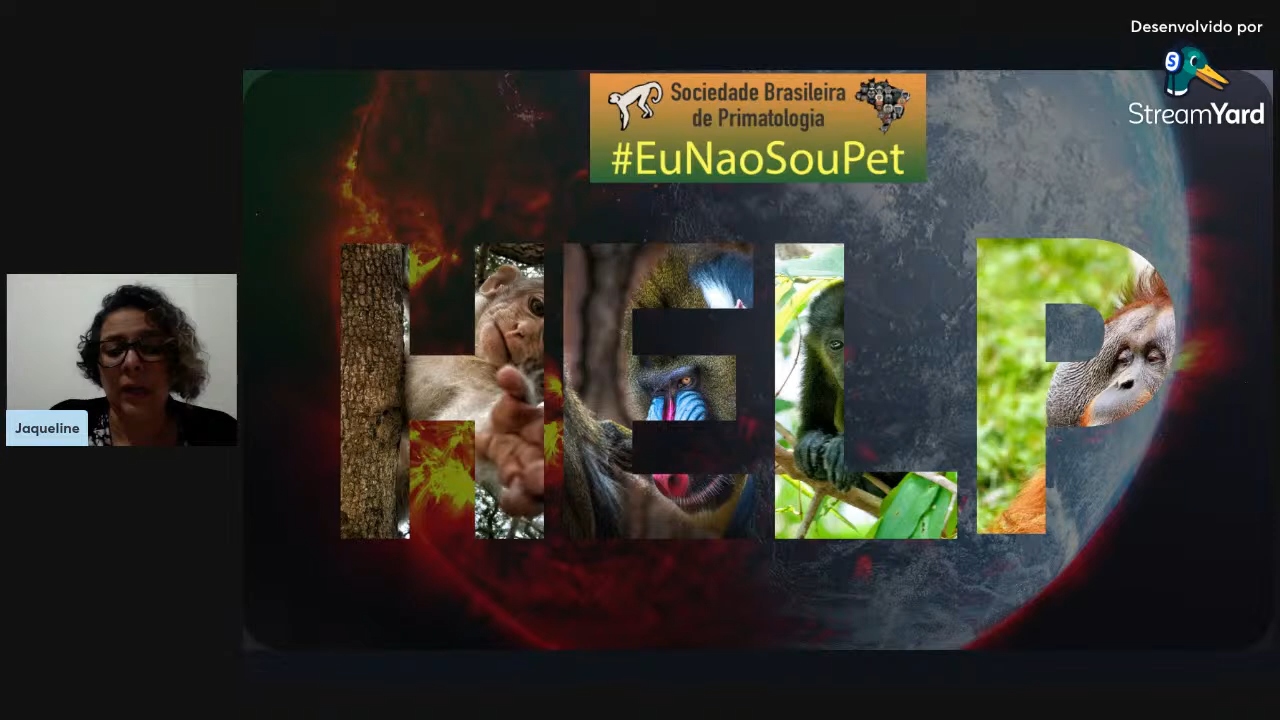 Desenvolvido por
S
StreamYard
Sociedade Brasileira
de Primatologia
#EuNaoSouPet
HELP
Jaqueline